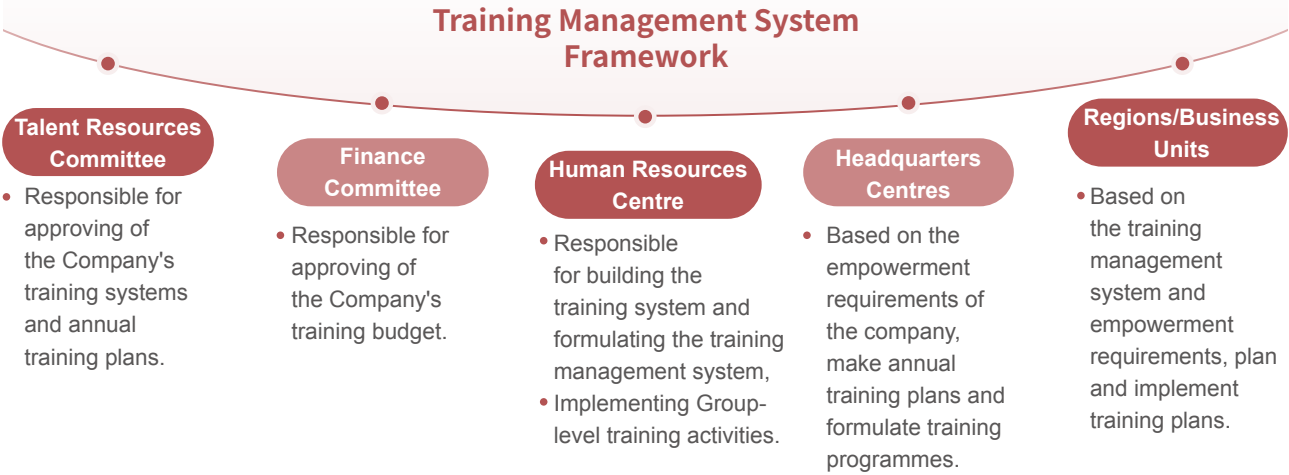 Training Management System
Framework
Talent Resources
Committee
• Responsible for
approving of
the Company's
training systems
and annual
training plans.
Finance
Committee
• Responsible for
approving of
the Company's
training budget.
Human Resources
Centre
• Responsible
for building the
training system and
formulating the training
management system,
• Implementing Group-
level training activities.
Headquarters
Centres
• Based on the
empowerment
requirements of
the company,
make annual
training plans and
formulate training
programmes.
Regions/Business
Units
• Based on
the training
management
system and
empowerment
requirements, plan
and implement
training plans.